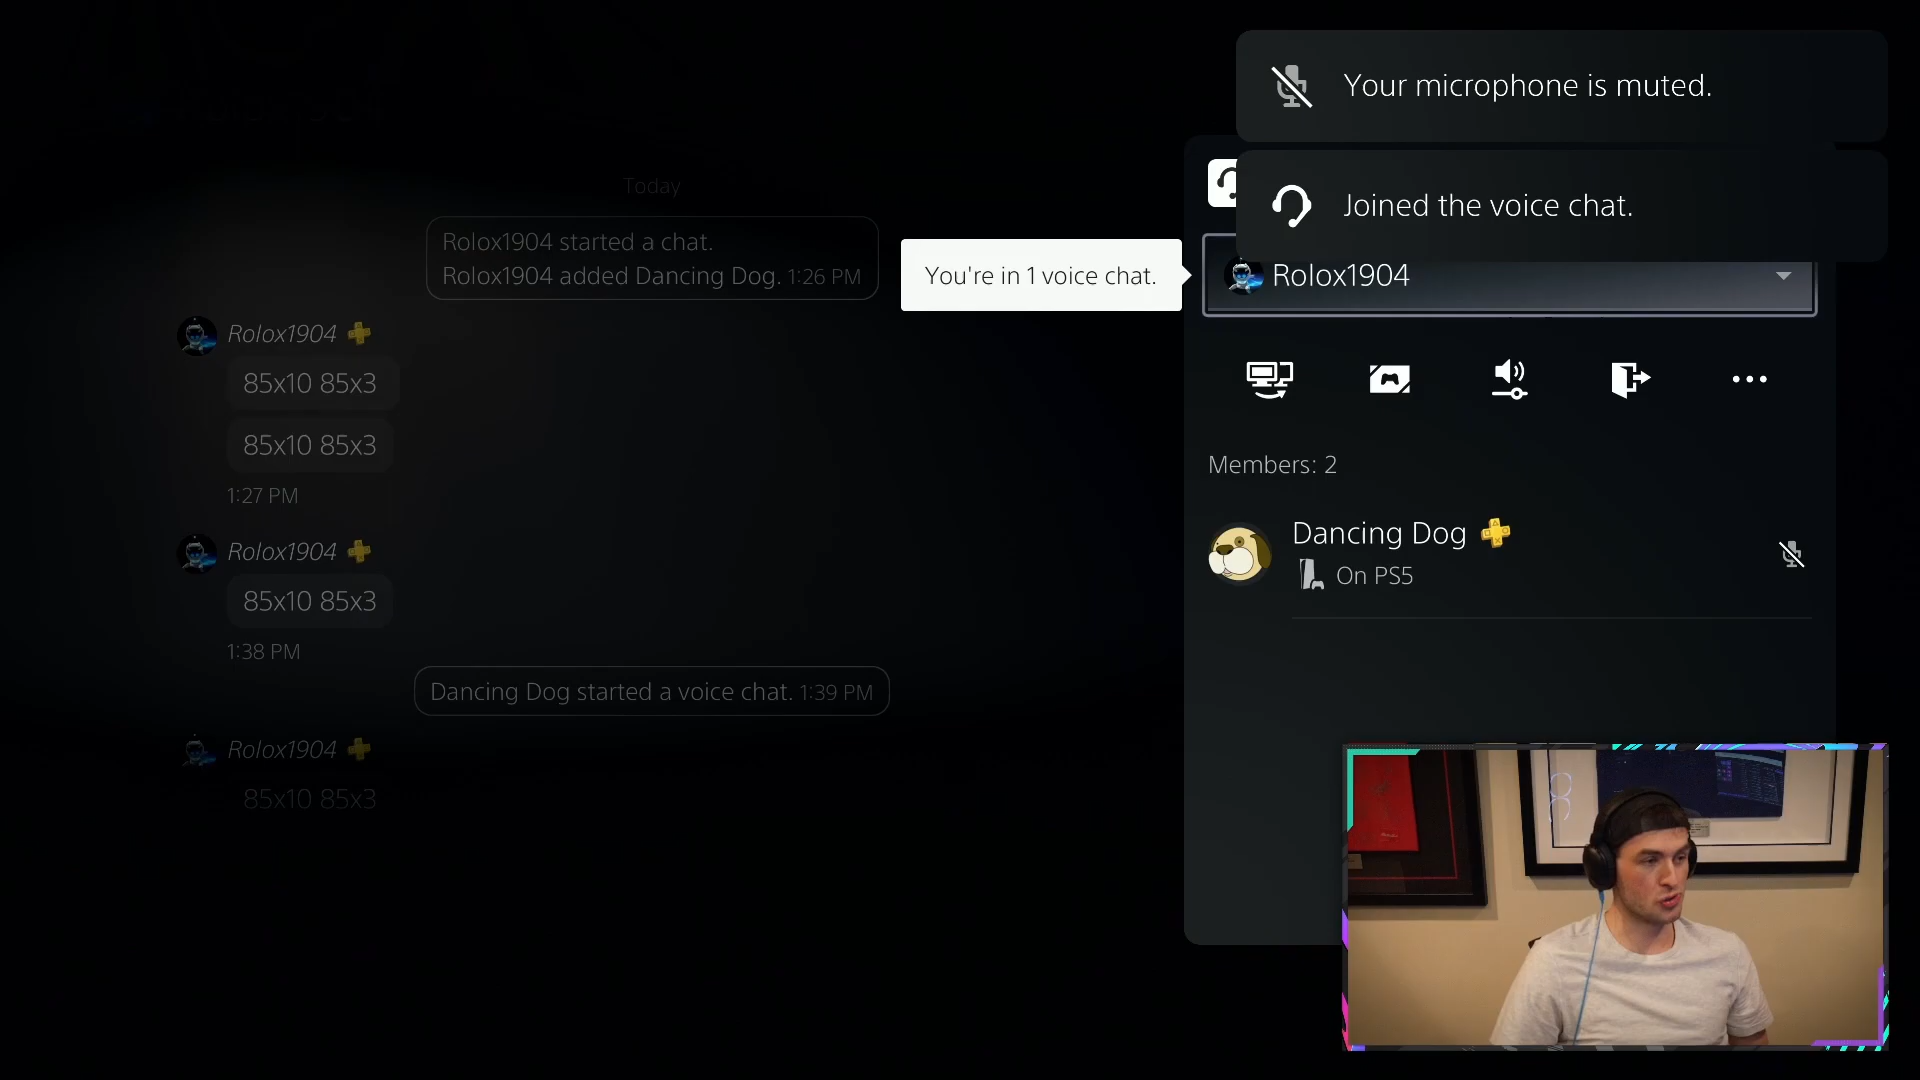 Your microphone is muted.
Joined the voice chat.
Today
Rolox1904 started a chat.
Rolox1904 added Dancing Dog. 1:26 PM
You're in 1 voice chat.
Rolox1904
Rolox1904
85x10 85x3
85x10 85x3
1:27 PM
Rolox1904
85x10 85x3
1:38 PM
Dancing Dog started a voice chat. 1:39 PM
Rolox1904
85x10 85x3
Members: 2
Dancing Dog
On PS5